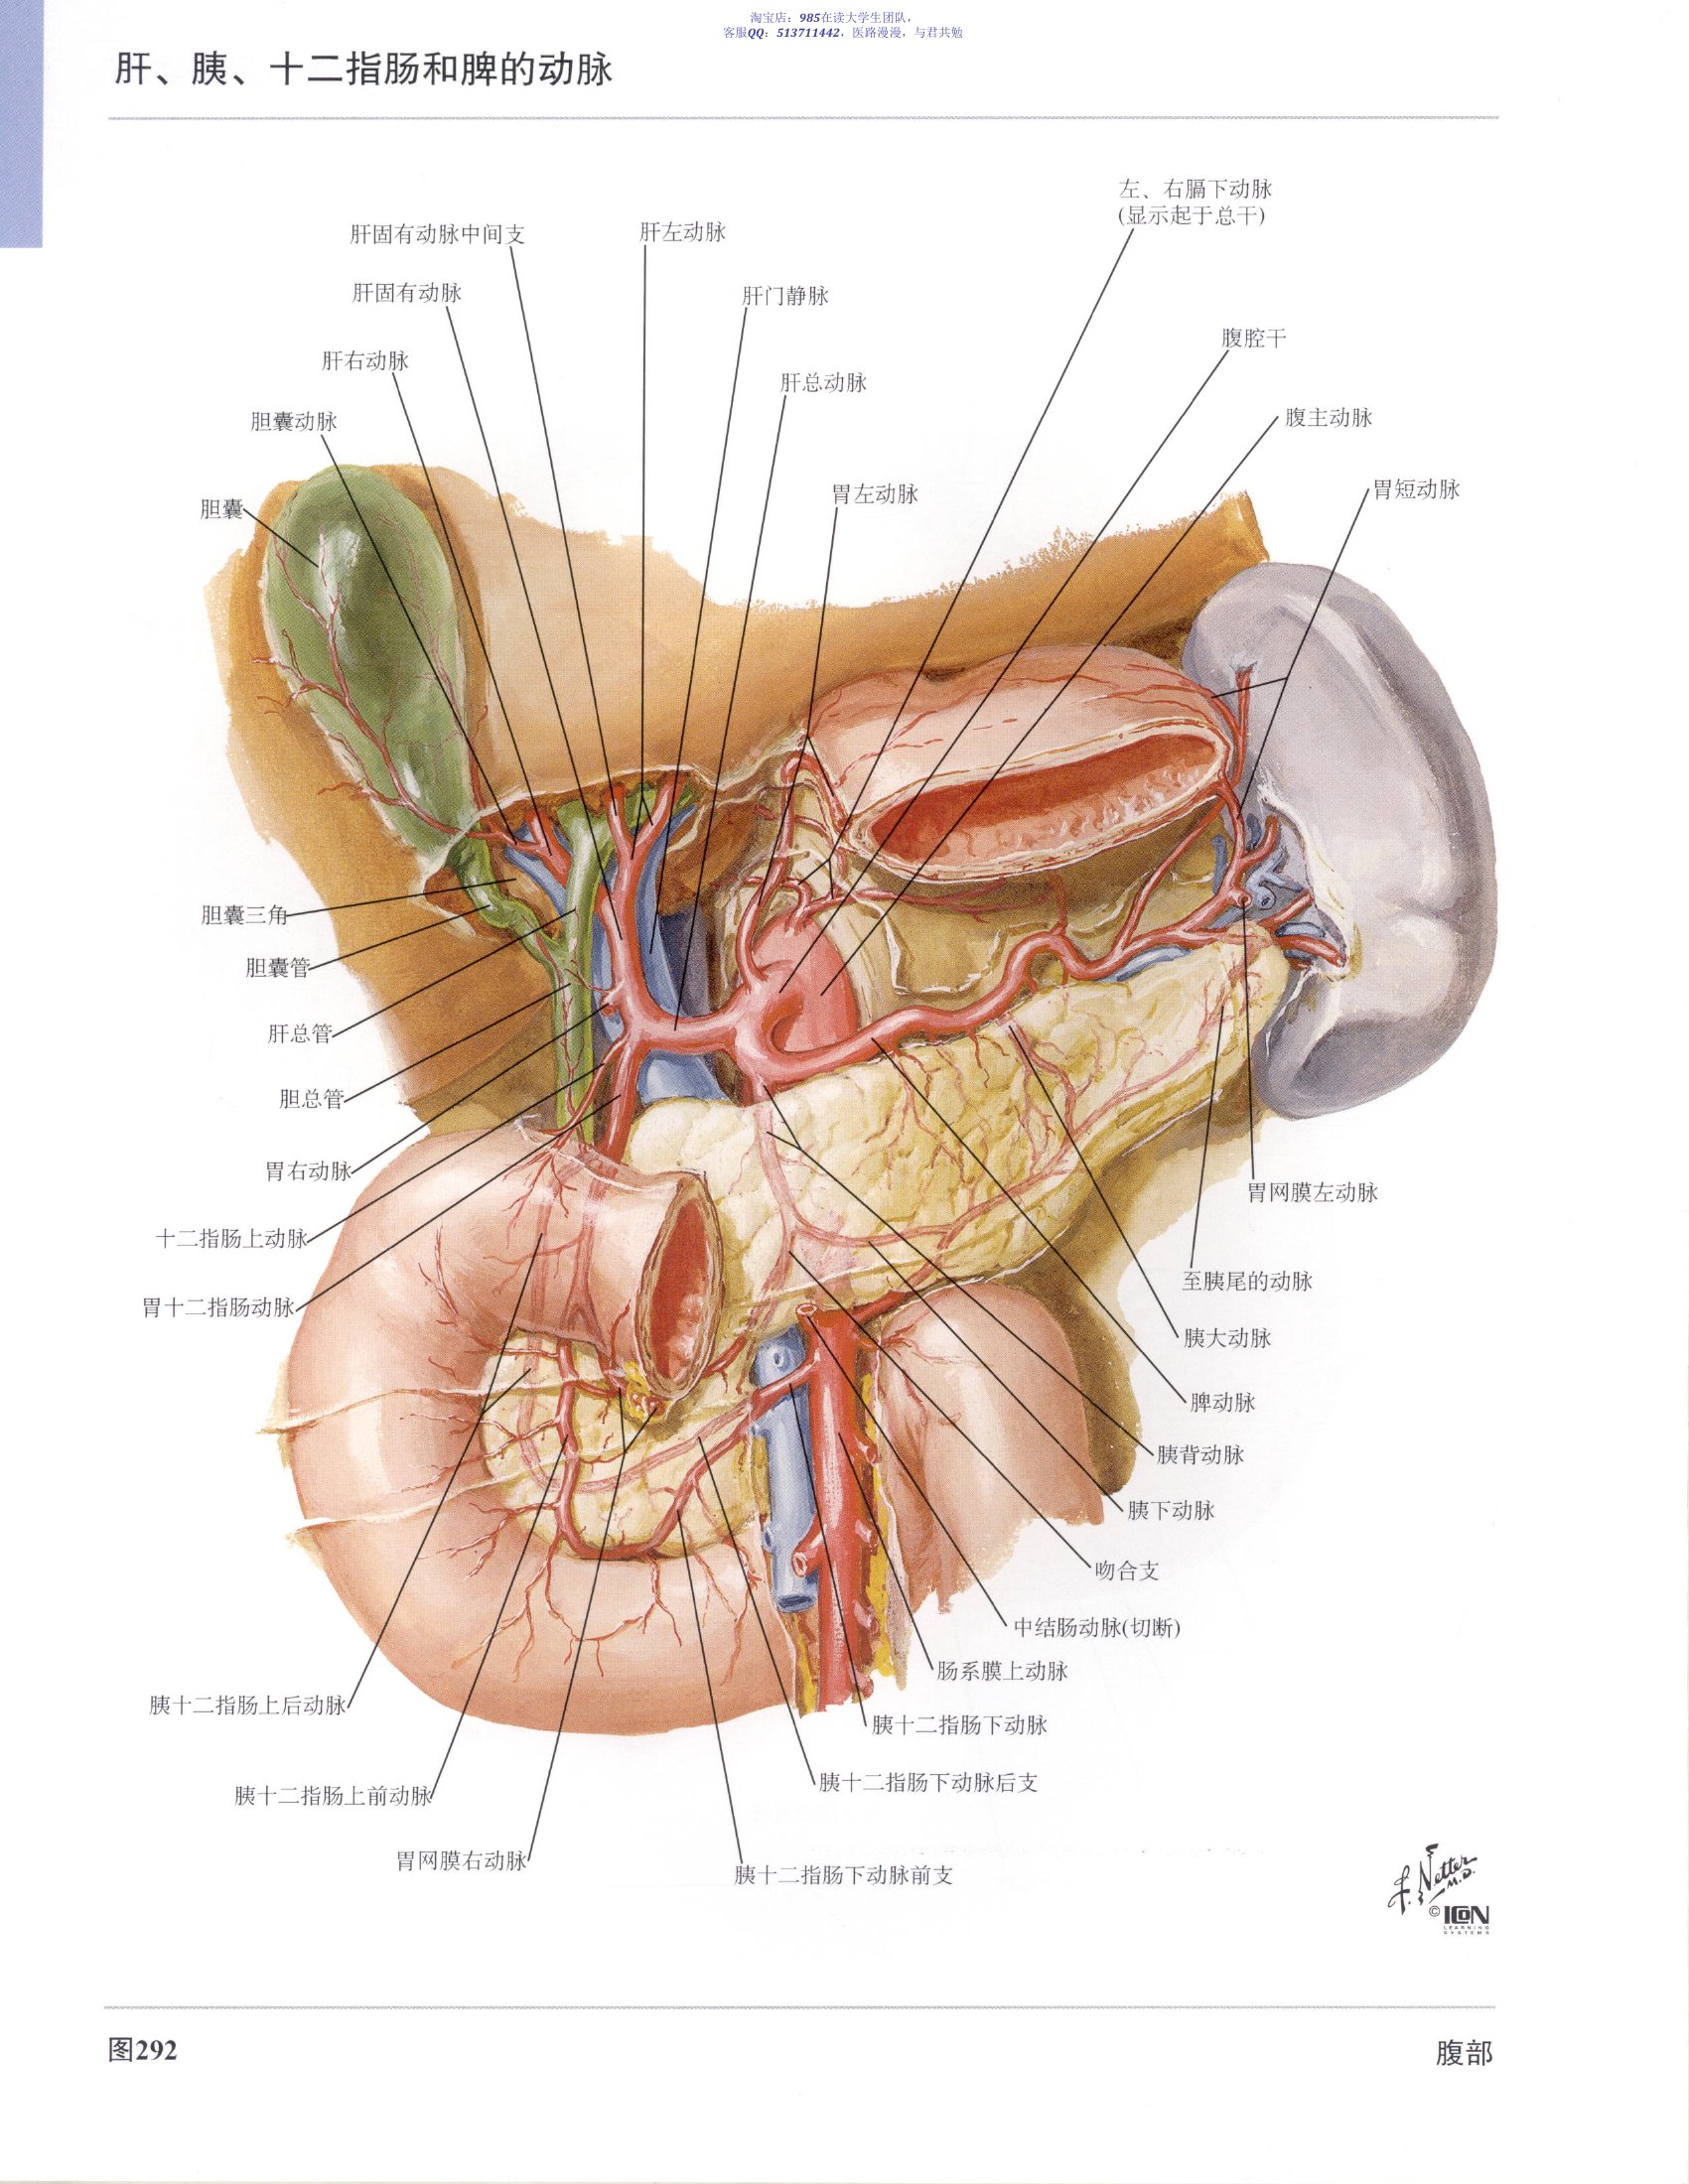 淘宝店：985在读大学生团队，
客服QQ：513711442，医路漫漫，与君共勉
肝、胰、十二指肠和脾的动脉
左、右膈下动脉
(显示起于总干)
肝固有动脉中间支
肝左动脉
肝固有动脉
肝门静脉
腹腔干
肝右动脉
肝总动脉
胆囊动脉
腹主动脉
胃左动脉
胃短动脉
胆囊
胆囊三角
胆囊管
肝总管
胆总管
胃右动脉
胃网膜左动脉
十二指肠上动脉
至胰尾的动脉
胃十二指肠动脉
胰大动脉
脾动脉
胰背动脉
胰下动脉
吻合支
中结肠动脉(切断)
肠系膜上动脉
胰十二指肠上后动脉
胰十二指肠下动脉
胰十二指肠下动脉后支
胰十二指肠上前动脉
胃网膜右动脉
胰十二指肠下动脉前支
F. Netter
M.D.
© ICON
LEARNING
SYSTEMS
图292
腹部